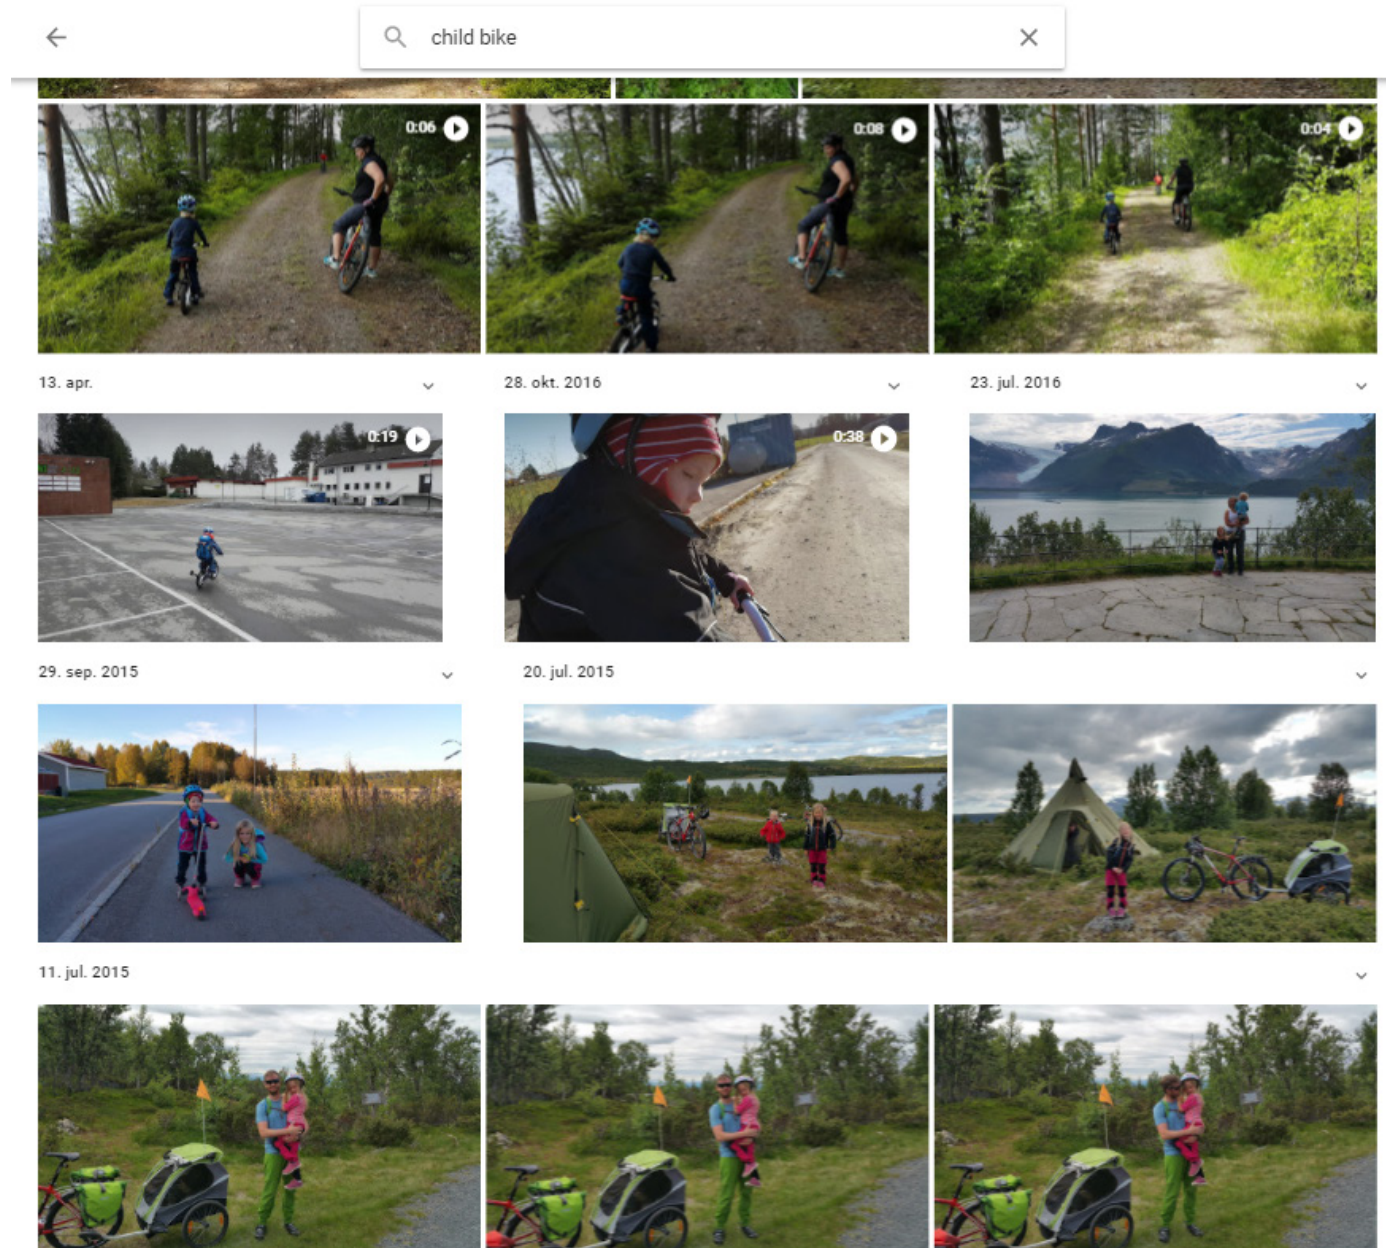 child bike
0:06
0:08
0:04
13. apr.
28. okt. 2016
23. jul. 2016
0:19
0:38
29. sep. 2015
20. jul. 2015
11. jul. 2015